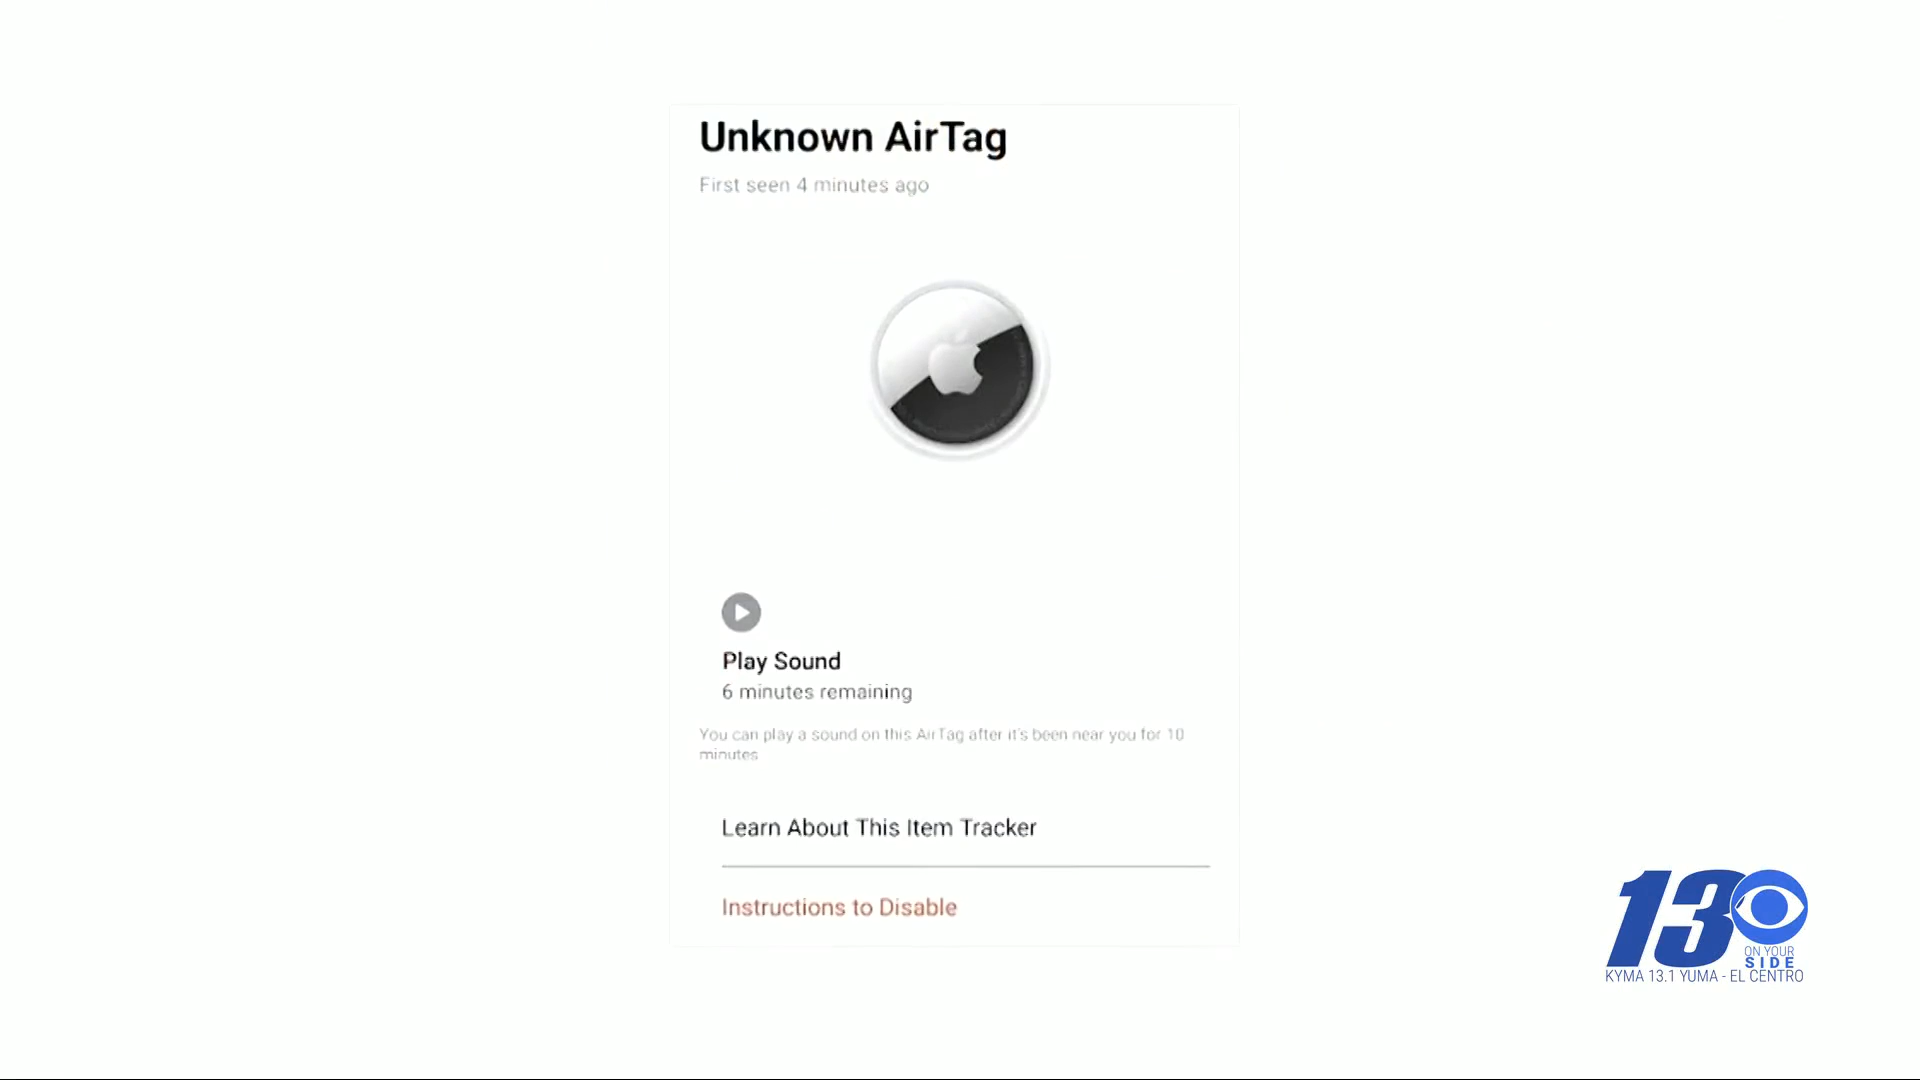 Unknown AirTag
First seen 4 minutes ago
Play Sound
6 minutes remaining
You can play a sound on this AirTag after it's been near you for 10
minutes
Learn About This Item Tracker
Instructions to Disable
13
ON YOUR
SIDE
KYMA 13.1 YUMA - EL CENTRO